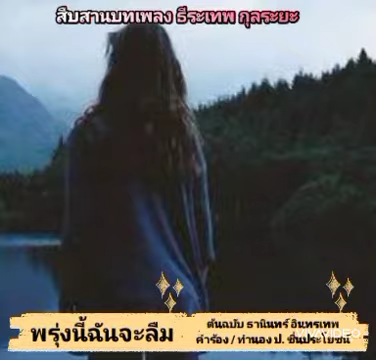 สืบสานบทเพลง ธีระเทพ กุลระยะ
พรุ่งนี้ฉันจะลืม
ต้นฉบับ ธานินทร์ อินทรเทพ
คำร้อง / ทำนอง ป. ชื่นประโยชน์